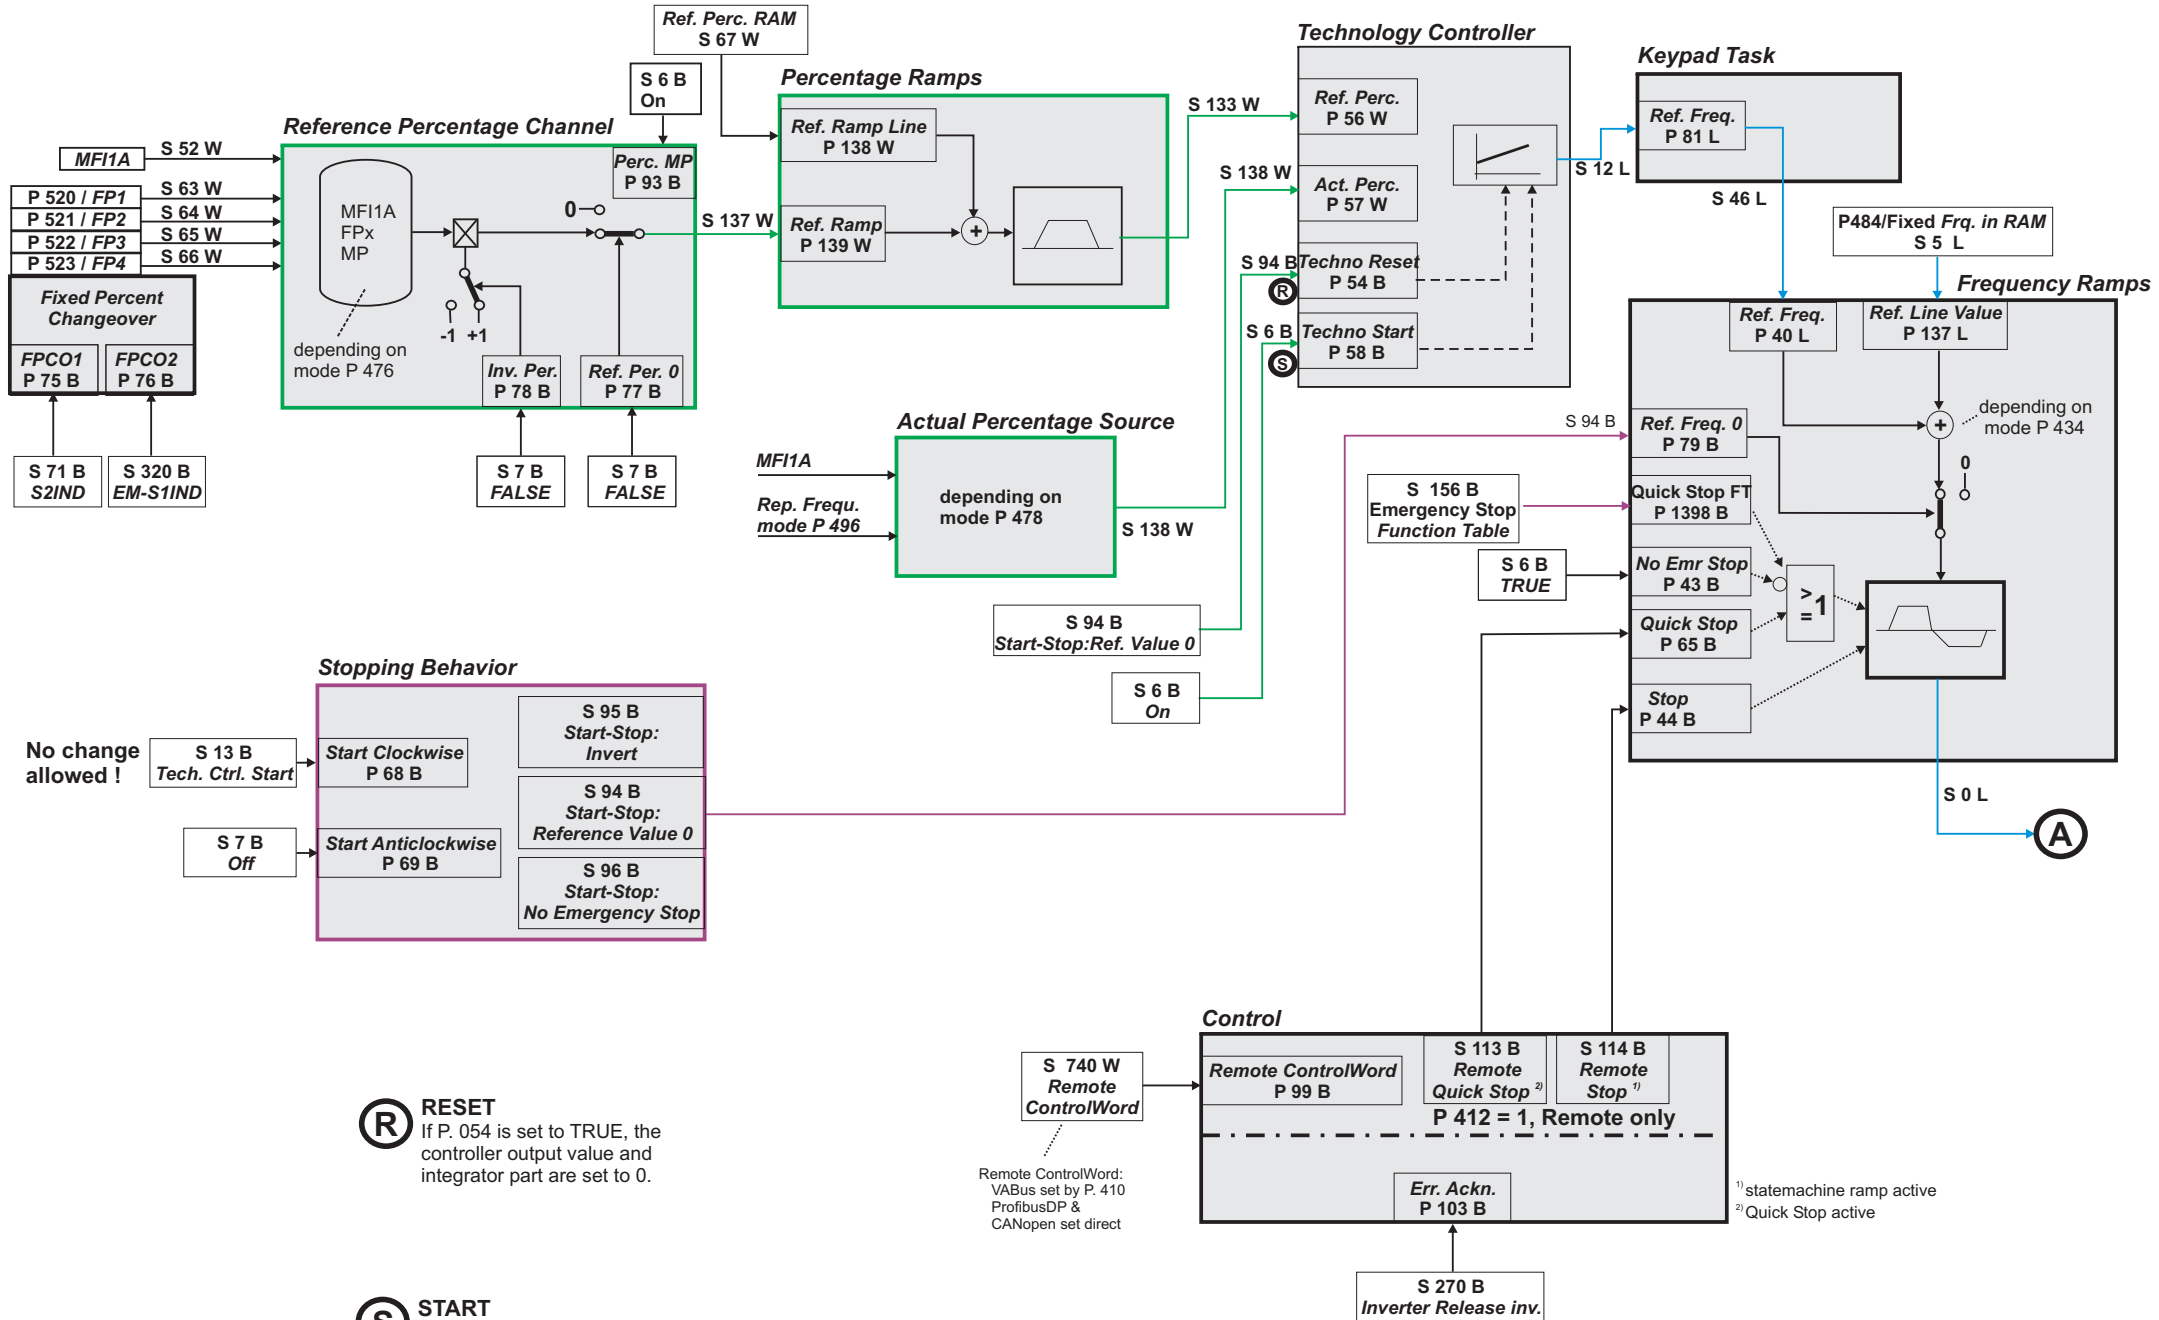 Ref. Perc. RAM
S 67 W
S 6 B
On
Reference Percentage Channel
MFI1A
S 52 W
P 520 / FP1
S 63 W
P 521 / FP2
S 64 W
P 522 / FP3
S 65 W
P 523 / FP4
S 66 W
Fixed Percent
Changeover
FPCO1
P 75 B
FPCO2
P 76 B
S 71 B
S2IND
S 320 B
EM-S1IND
MFI1A
FPx
MP
depending on
mode P 476
-1 +1
0
Perc. MP
P 93 B
Inv. Per.
P 78 B
Ref. Per. 0
P 77 B
S 7 B
FALSE
S 7 B
FALSE
S 137 W
Percentage Ramps
Ref. Ramp Line
P 138 W
Ref. Ramp
P 139 W
+
S 133 W
S 138 W
Technology Controller
Ref. Perc.
P 56 W
Act. Perc.
P 57 W
S 94 B
R
Techno Reset
P 54 B
S 6 B
S
Techno Start
P 58 B
S 12 L
Keypad Task
Ref. Freq.
P 81 L
S 46 L
P484/Fixed Frq. in RAM
S 5 L
Frequency Ramps
Ref. Freq.
P 40 L
Ref. Line Value
P 137 L
+
depending on
mode P 434
0
S 94 B
Ref. Freq. 0
P 79 B
S 156 B
Emergency Stop
Function Table
Quick Stop FT
P 1398 B
S 6 B
TRUE
No Emr Stop
P 43 B
Quick Stop
P 65 B
Stop
P 44 B
>
=1
S 0 L
A
Actual Percentage Source
MFI1A
Rep. Frequ.
mode P 496
depending on
mode P 478
S 138 W
S 94 B
Start-Stop:Ref. Value 0
S 6 B
On
Stopping Behavior
No change
allowed !
S 13 B
Tech. Ctrl. Start
Start Clockwise
P 68 B
S 7 B
Off
Start Anticlockwise
P 69 B
S 95 B
Start-Stop:
Invert
S 94 B
Start-Stop:
Reference Value 0
S 96 B
Start-Stop:
No Emergency Stop
Control
S 740 W
Remote
ControlWord
Remote ControlWord
P 99 B
S 113 B
Remote
Quick Stop 2)
S 114 B
Remote
Stop 1)
P 412 = 1, Remote only
Remote ControlWord:
VABus set by P. 410
ProfibusDP &
CANopen set direct
Err. Ackn.
P 103 B
S 270 B
Inverter Release inv.
1) statemachine ramp active
2) Quick Stop active
R
RESET
If P. 054 is set to TRUE, the
controller output value and
integrator part are set to 0.
S
START